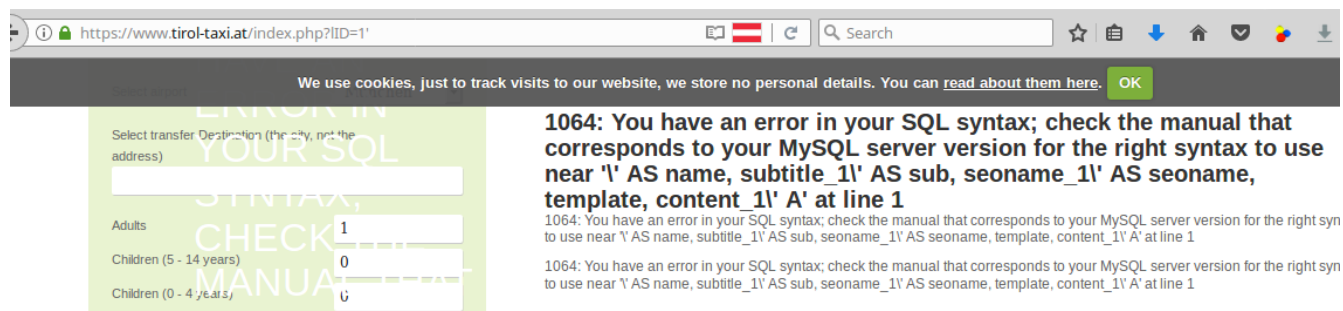 https://www.tirol-taxi.at/index.php?lID=1'
Search
We use cookies, just to track visits to our website, we store no personal details. You can read about them here. OK
ERROR IN
YOUR SQL
SYNTAX;
CHECK THE
MANUAL THAT
Select transfer Destination (the city, not the
address)
Adults 1
Children (5 - 14 years) 0
Children (0 - 4 years) 0
1064: You have an error in your SQL syntax; check the manual that
corresponds to your MySQL server version for the right syntax to use
near '\' AS name, subtitle_1\' AS sub, seoname_1\' AS seoname,
template, content_1\' A' at line 1
1064: You have an error in your SQL syntax; check the manual that corresponds to your MySQL server version for the right syn
to use near '\' AS name, subtitle_1\' AS sub, seoname_1\' AS seoname, template, content_1\' A' at line 1
1064: You have an error in your SQL syntax; check the manual that corresponds to your MySQL server version for the right syn
to use near '\' AS name, subtitle_1\' AS sub, seoname_1\' AS seoname, template, content_1\' A' at line 1